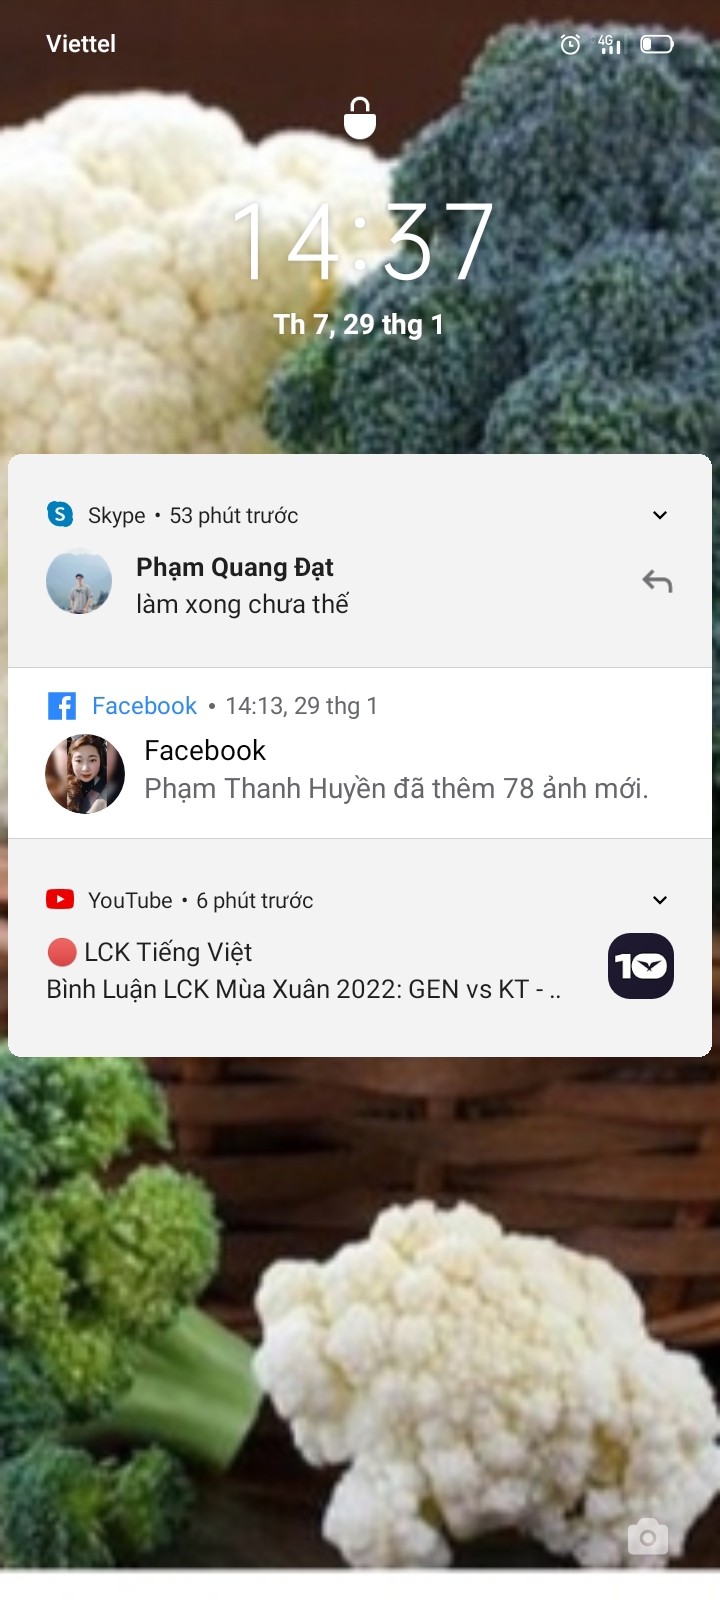 Viettel
4G
14:37
Th 7, 29 thg 1
Skype • 53 phút trước
Phạm Quang Đạt
làm xong chưa thế
Facebook • 14:13, 29 thg 1
Facebook
Phạm Thanh Huyền đã thêm 78 ảnh mới.
YouTube • 6 phút trước
🔴 LCK Tiếng Việt
Bình Luận LCK Mùa Xuân 2022: GEN vs KT - ..
10